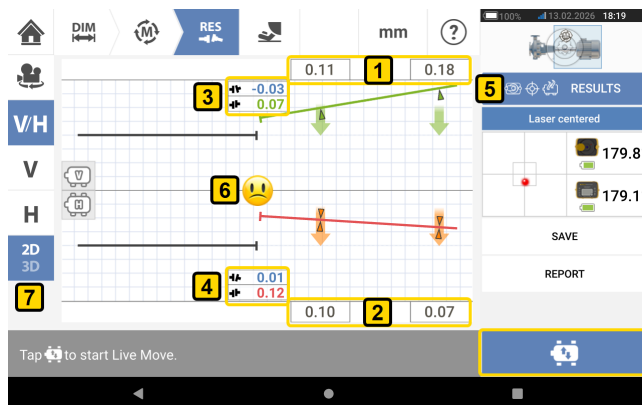 100% 13.02.2026 18:19
DIM
M
RES
mm
?
0.11
1
0.18
3
-0.03
0.07
5
RESULTS
Laser centered
V/H
179.8
V
V
6
H
179.1
H
2D
3D
SAVE
7
4
0.01
0.12
REPORT
0.10
2
0.07
Tap to start Live Move.